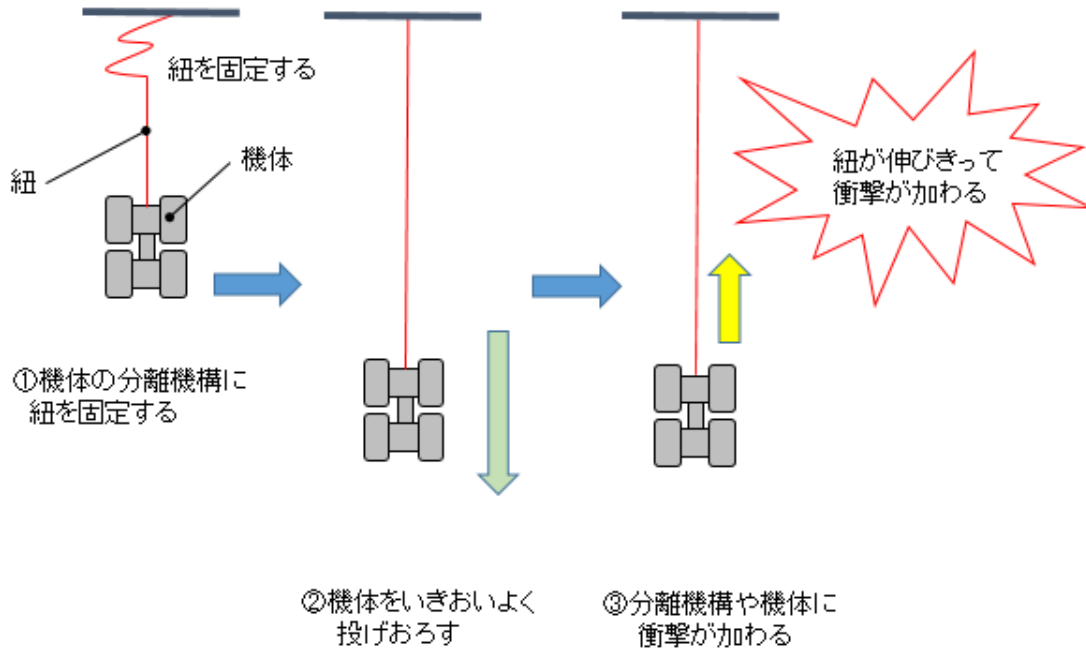 紐を固定する
機体
紐
紐が伸びきって
衝撃が加わる
①機体の分離機構に
紐を固定する
②機体をいきおいよく
投げおろす
③分離機構や機体に
衝撃が加わる